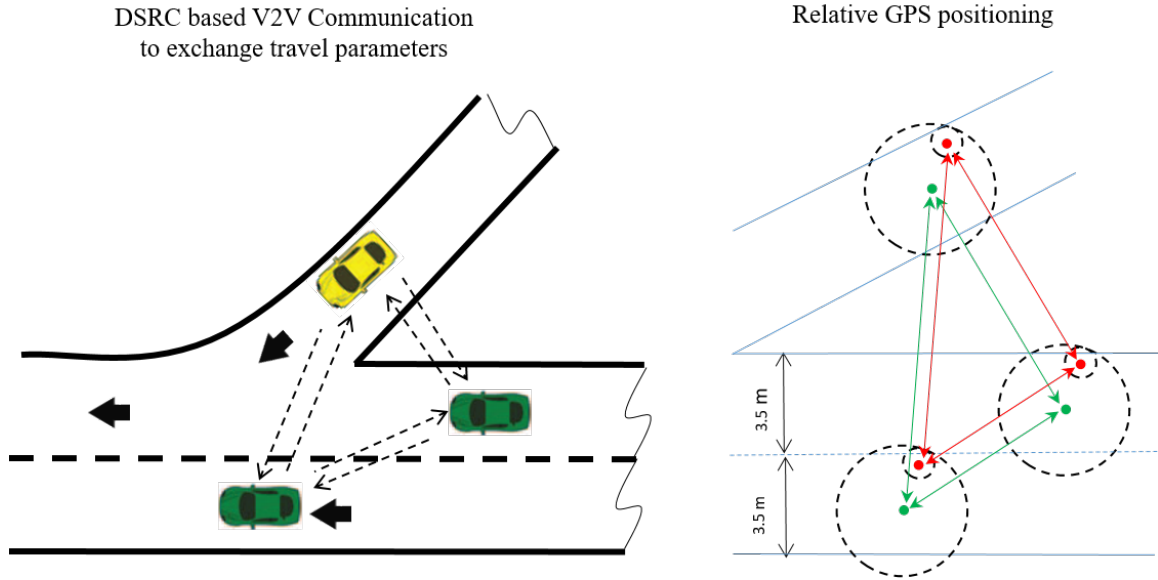 DSRC based V2V Communication
to exchange travel parameters
Relative GPS positioning
3.5 m
3.5 m